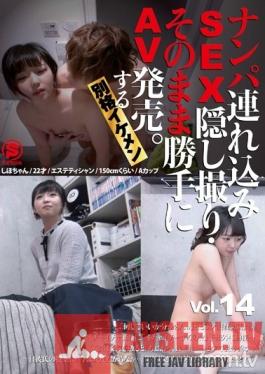 ナンパ連れ込み
SEX隠し撮り・
そのまま勝手に
AV発売。
する
別格イケメン
しほちゃん/22才/エステティシャン/150cmくらい/Aカップ
Vol.14
JAVSEEN.TV
FREE JAV LIBRARY